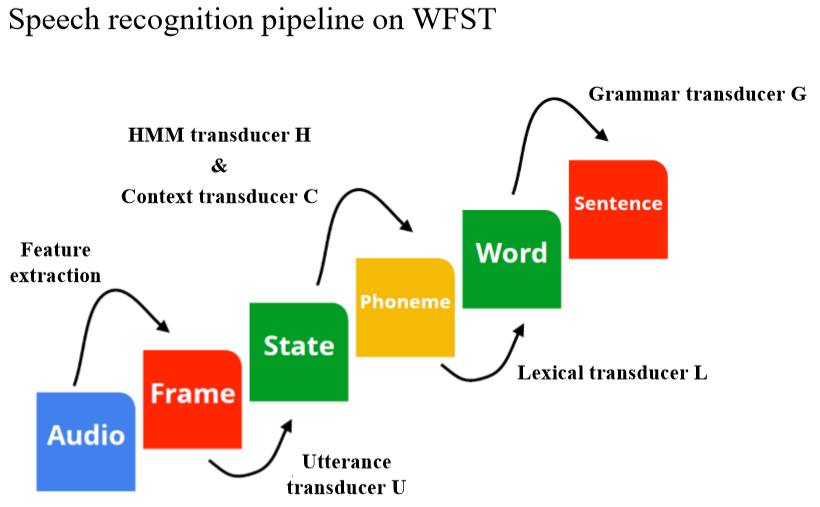 Speech recognition pipeline on WFST
Grammar transducer G
HMM transducer H
&
Context transducer C
Sentence
Feature
extraction
Word
Phoneme
State
Lexical transducer L
Frame
Audio
Utterance
transducer U